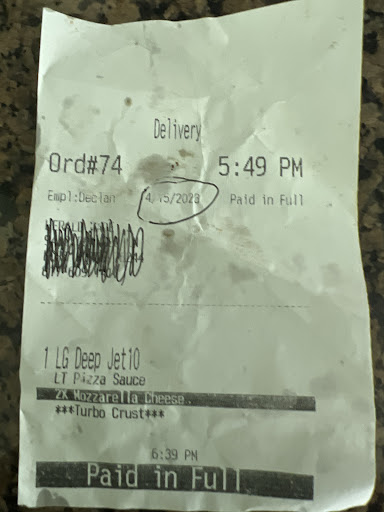 Delivery
Ord#74 5:49 PM
Empl:Declan 4/15/2023 Paid in Full
1 LG Deep Jet10
LT Pizza Sauce
2X Mozzarella Cheese..
***Turbo Crust***
6:39 PM
Paid in Full